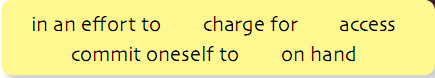 in an effort to charge for access
commit oneself to on hand